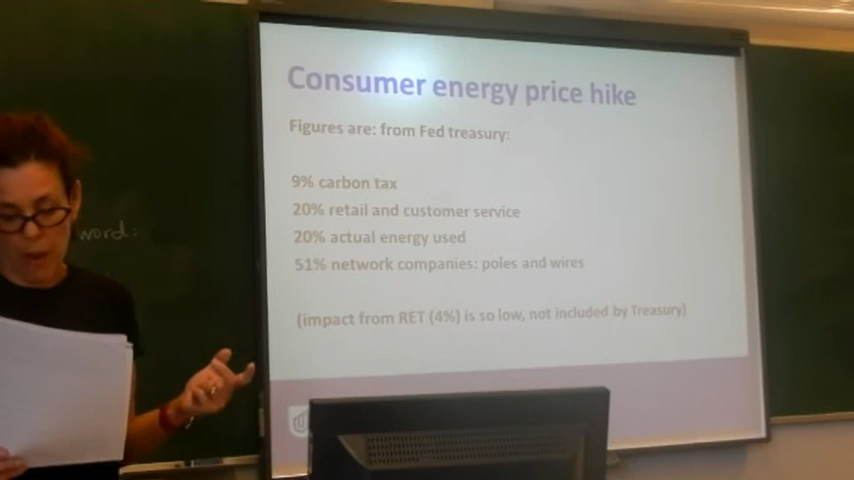 Consumer energy price hike
Figures are: from Fed treasury:
9% carbon tax
20% retail and customer service
20% actual energy used
51% network companies: poles and wires
(impact from RET (4%) is so low, not included by Treasury)
word: